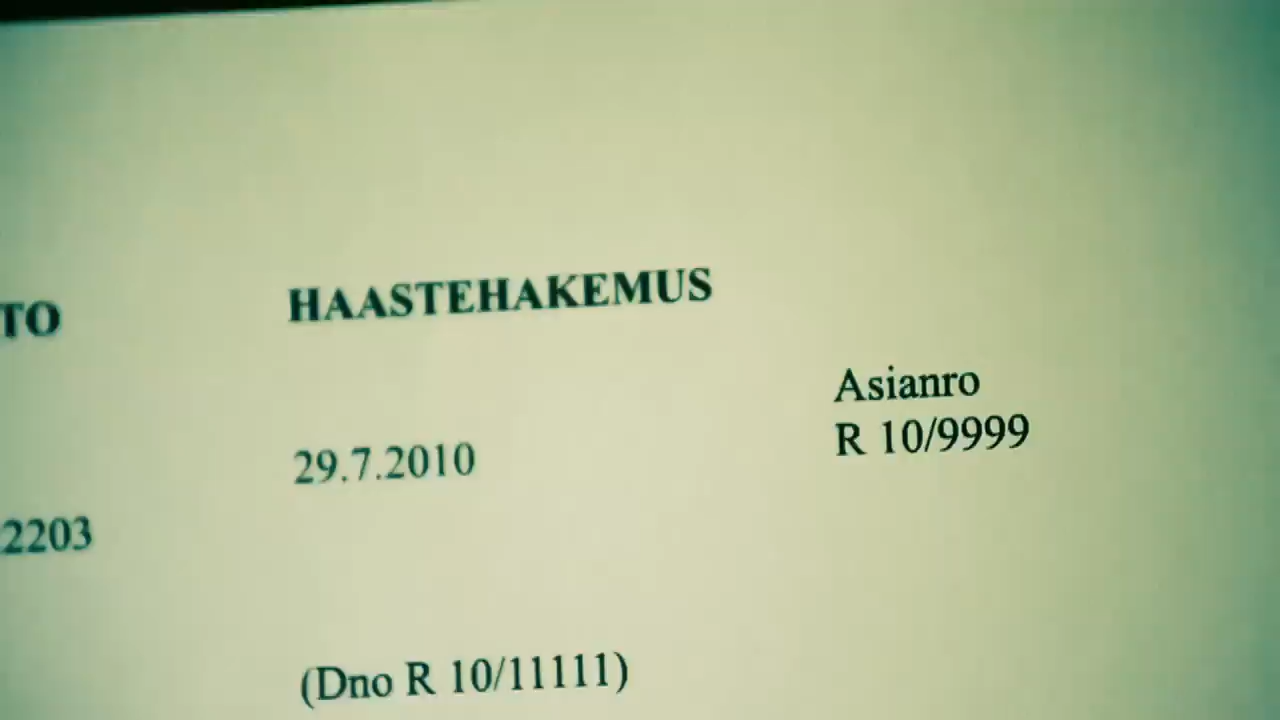 TO HAASTEHAKEMUS
Asianro
29.7.2010 R 10/9999
2203
(Dno R 10/11111)